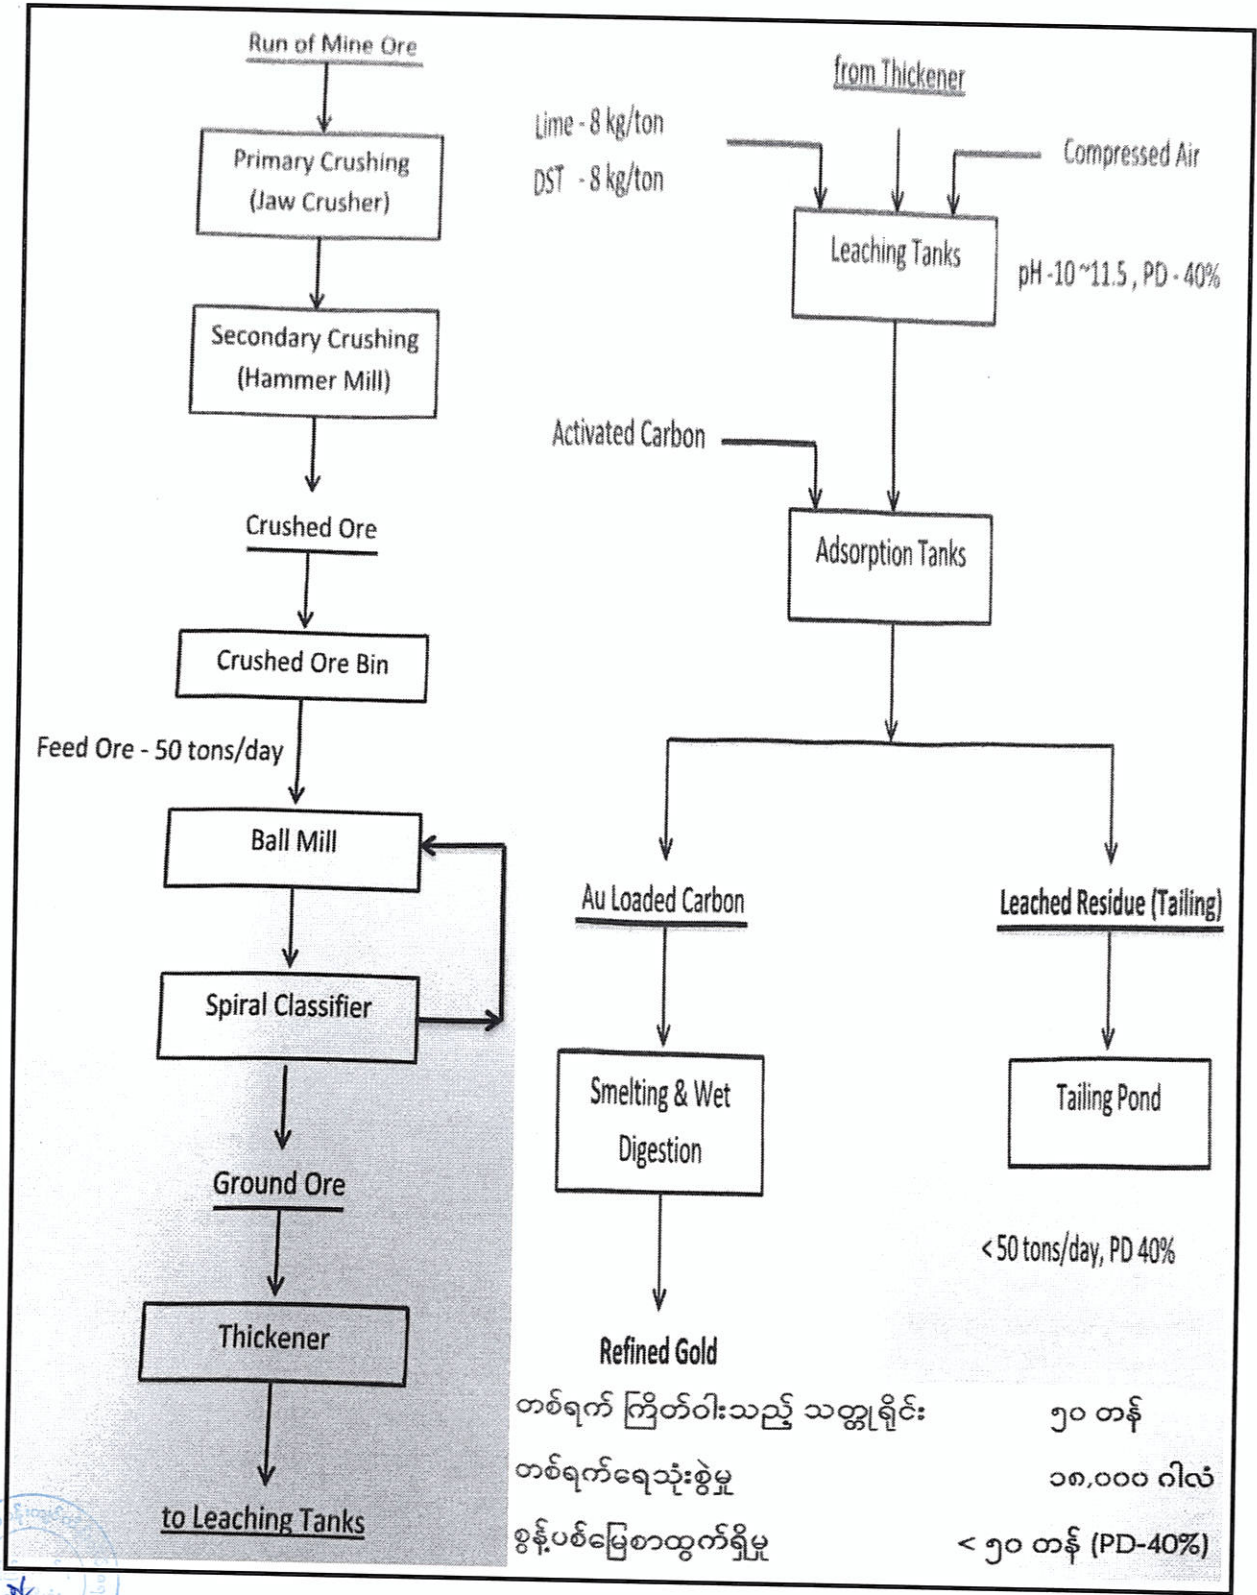 Run of Mine Ore
Primary Crushing
(Jaw Crusher)
Secondary Crushing
(Hammer Mill)
Crushed Ore
Crushed Ore Bin
Feed Ore - 50 tons/day
Ball Mill
Spiral Classifier
Ground Ore
Thickener
to Leaching Tanks
from Thickener
Lime - 8 kg/ton
DST - 8 kg/ton
Compressed Air
Leaching Tanks
pH -10 ~11.5 , PD - 40%
Activated Carbon
Adsorption Tanks
Au Loaded Carbon
Leached Residue (Tailing)
Smelting & Wet
Digestion
Tailing Pond
< 50 tons/day, PD 40%
Refined Gold
တစ်ရက် ကြိတ်ဝါးသည့် သတ္တုရိုင်း ၅၀ တန်
တစ်ရက်ရေသုံးစွဲမှု ၁၈,၀၀၀ ဂါလံ
စွန့်ပစ်မြေစာထွက်ရှိမှု < ၅၀ တန် (PD-40%)